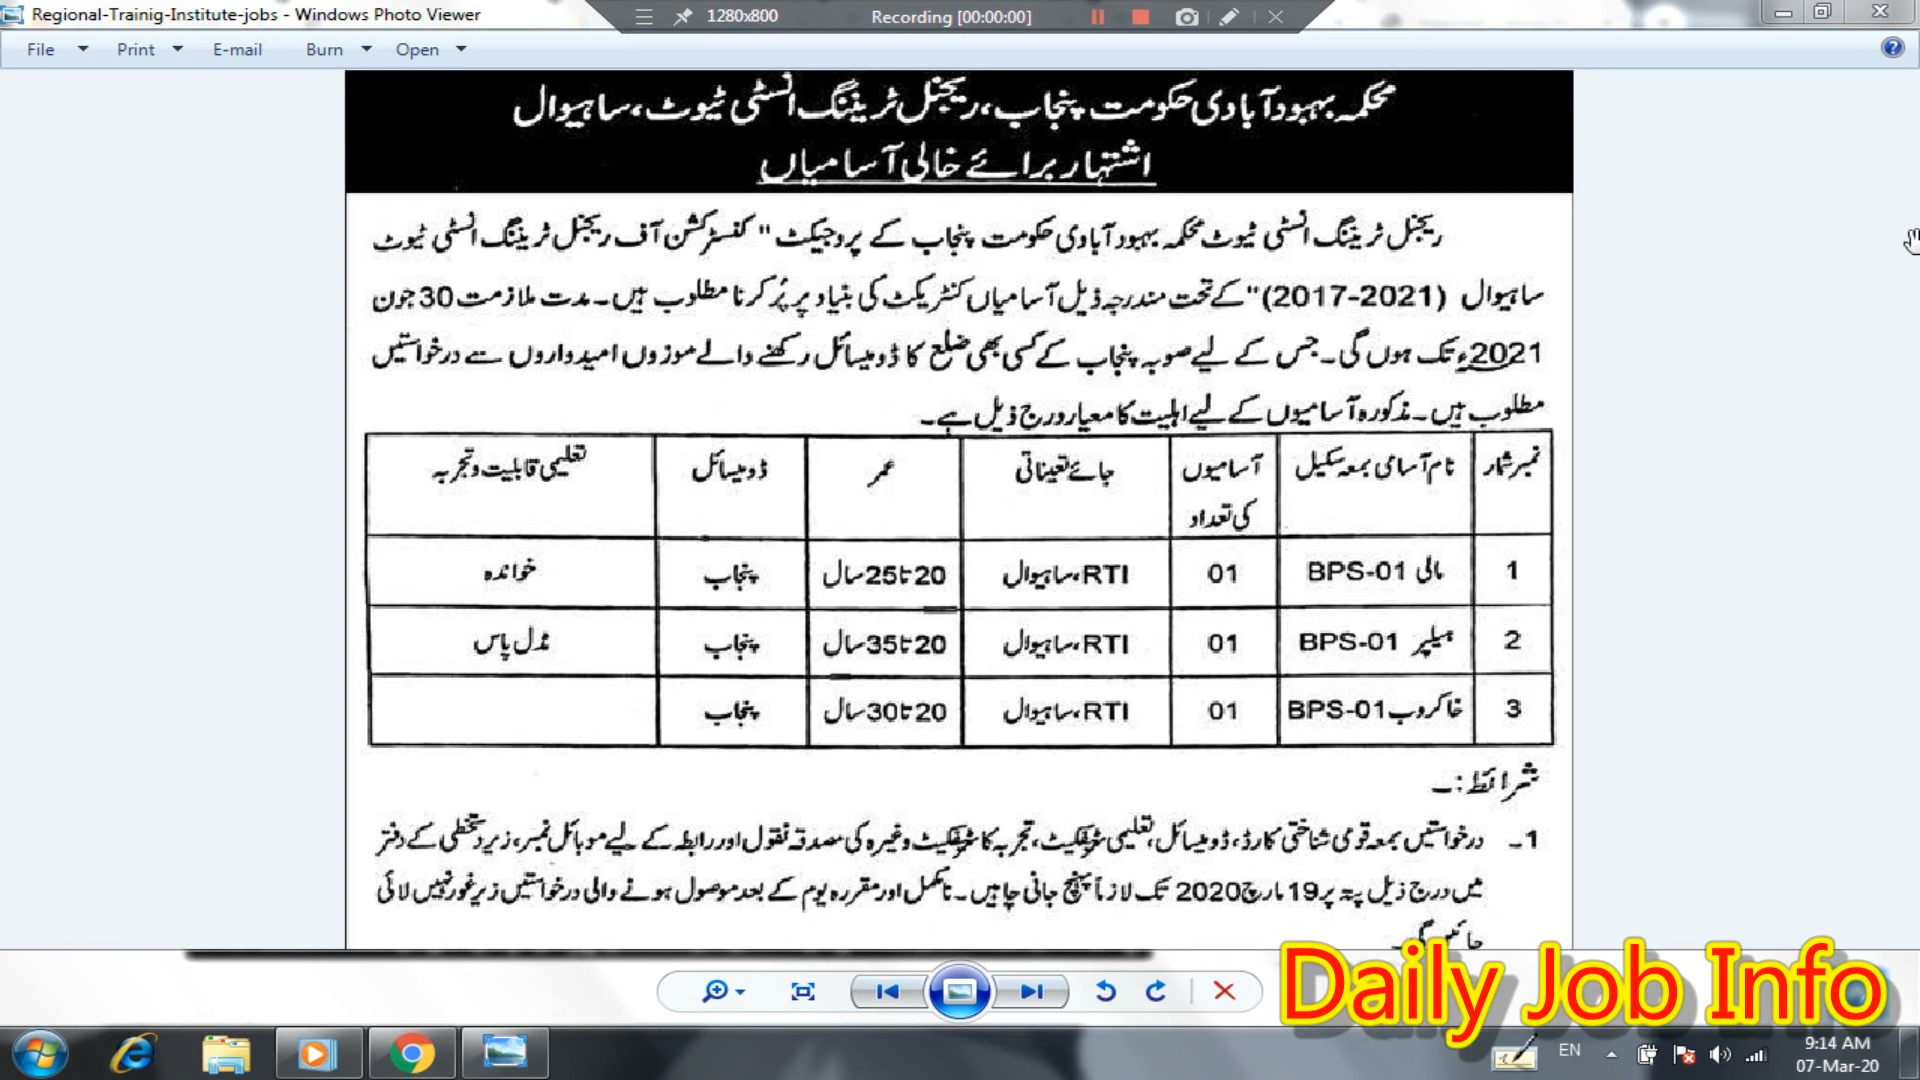 Regional-Trainig-Institute-jobs - Windows Photo Viewer
1280x800
Recording [00:00:00]
File
Print
E-mail
Burn
Open
محکمہ بہبود آبادی حکومت پنجاب، ریجنل ٹریننگ انسٹی ٹیوٹ، ساہیوال
اشتہار برائے خالی آسامیاں
ریجنل ٹریننگ انسٹی ٹیوٹ محکمہ بہبود آبادی حکومت پنجاب کے پروجیکٹ "کنسٹرکشن آف ریجنل ٹریننگ انسٹی ٹیوٹ
ساہیوال (2017-2021)" کے تحت مندرجہ ذیل آسامیاں کنٹریکٹ کی بنیاد پر پُر کرنا مطلوب ہیں۔ مدت ملازمت 30 جون
2021ء تک ہوں گی۔ جس کے لیے صوبہ پنجاب کے کسی بھی ضلع کا ڈومیسائل رکھنے والے موزوں امیدواروں سے درخواستیں
مطلوب ہیں۔ مذکورہ آسامیوں کے لیے اہلیت کا معیار درج ذیل ہے۔
نمبر شمار نام آسامی بمعہ سکیل آسامیوں کی تعداد جائے تعیناتی عمر ڈومیسائل تعلیمی قابلیت و تجربہ
1 مالی BPS-01 01 RTI، ساہیوال 20 تا 25 سال پنجاب خواندہ
2 ہیلپر BPS-01 01 RTI، ساہیوال 20 تا 35 سال پنجاب مڈل پاس
3 خاکروب BPS-01 01 RTI، ساہیوال 20 تا 30 سال پنجاب
شرائط:۔
1۔ درخواستیں بمعہ قومی شناختی کارڈ، ڈومیسائل، تعلیمی سرٹیفکیٹ، تجربہ کا سرٹیفکیٹ وغیرہ کی مصدقہ نقول اور رابطہ کے لیے موبائل نمبر، زیر دستخطی کے دفتر
میں درج ذیل پتہ پر 19 مارچ 2020 تک لازماً پہنچ جانی چاہیں۔ نامکمل اور مقررہ یوم کے بعد موصول ہونے والی درخواستیں زیر غور نہیں لائی
جائیں گی۔
Daily Job Info
EN
9:14 AM
07-Mar-20